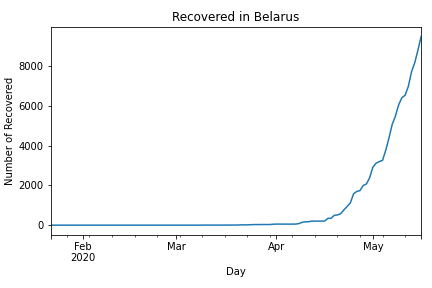 Recovered in Belarus
Number of Recovered
8000
6000
4000
2000
0
Feb
2020
Mar
Apr
May
Day